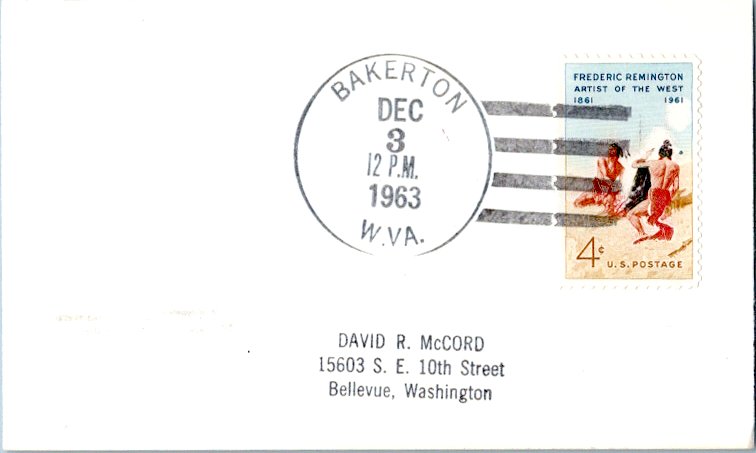 BAKERTON
DEC
3
12 P.M.
1963
W.VA.
FREDERIC REMINGTON
ARTIST OF THE WEST
1861 1961
4¢
U.S. POSTAGE
DAVID R. McCORD
15603 S. E. 10th Street
Bellevue, Washington